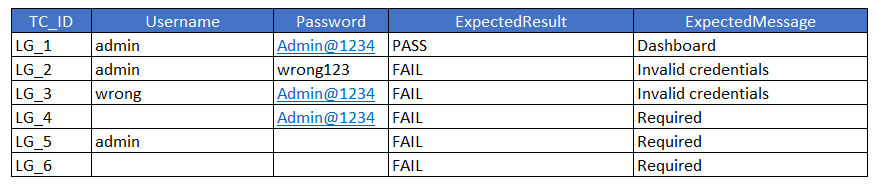 TC_ID Username Password ExpectedResult ExpectedMessage
LG_1 admin Admin@1234 PASS Dashboard
LG_2 admin wrong123 FAIL Invalid credentials
LG_3 wrong Admin@1234 FAIL Invalid credentials
LG_4 Admin@1234 FAIL Required
LG_5 admin FAIL Required
LG_6 FAIL Required